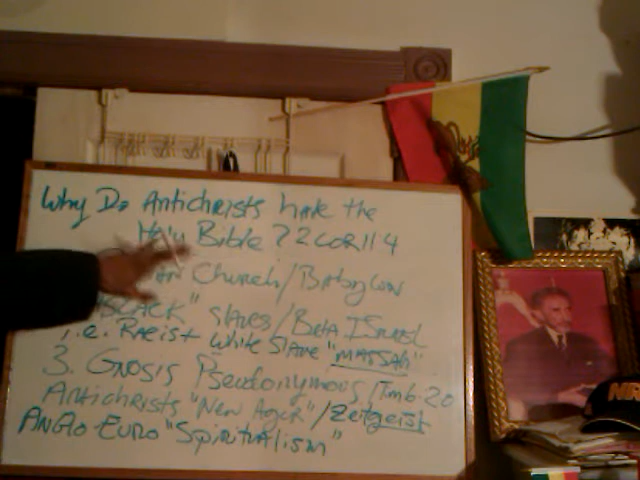 Why Do Antichrists hate the
Holy Bible ? 2 COR 11:4
Church / Babylon
"BLACK" slaves / Beta Israel
i.e. Racist White Slave "MASSAH"
3. GNOSIS Pseudonymous / Tim 6:20
Antichrists "New Ager" / Zeitgeist
ANGLO-EURO "Spiritualism"